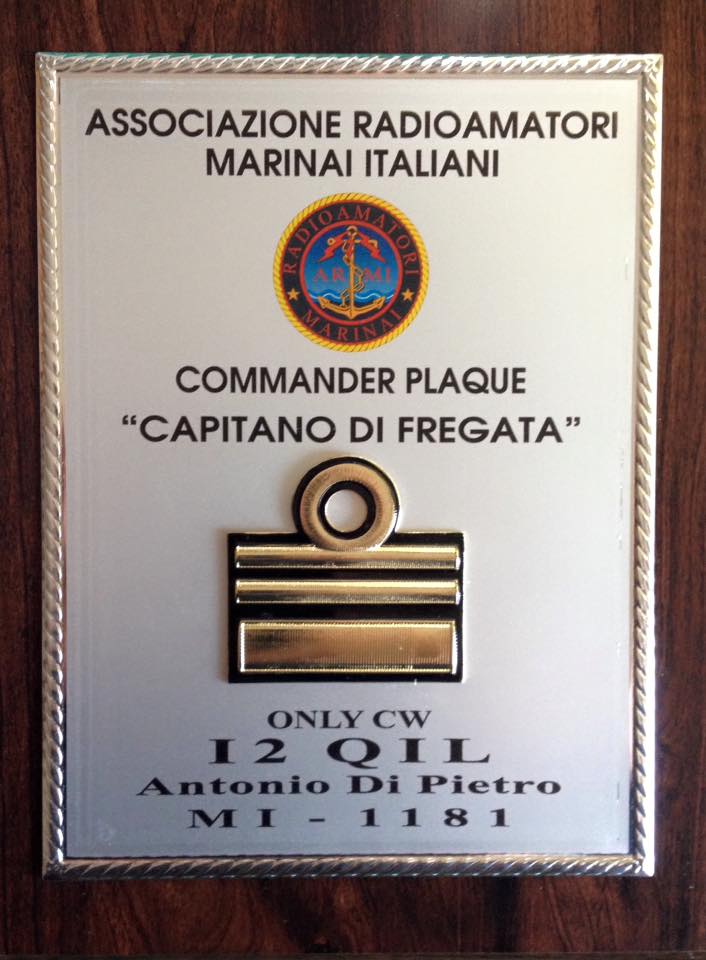 ASSOCIAZIONE RADIOAMATORI
MARINAI ITALIANI
RADIOAMATORI
ARMI
MARINAI
COMMANDER PLAQUE
“CAPITANO DI FREGATA”
ONLY CW
I2 QIL
Antonio Di Pietro
MI - 1181